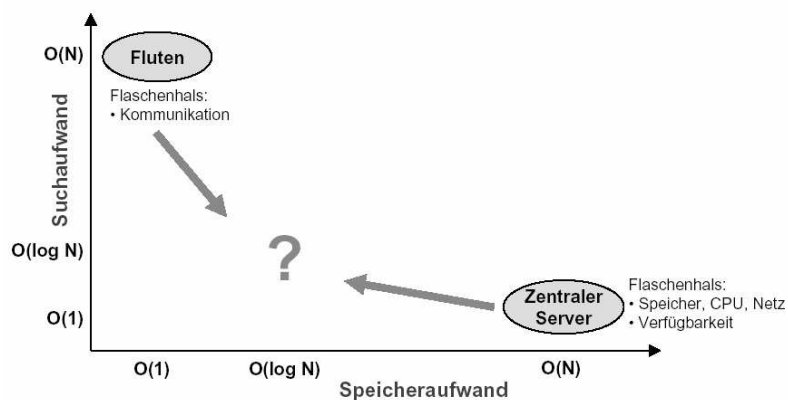 O(N)
Fluten
Flaschenhals:
• Kommunikation
Suchaufwand
O(log N)
?
Flaschenhals:
• Speicher, CPU, Netz
• Verfügbarkeit
Zentraler
Server
O(1)
O(1)
O(log N)
O(N)
Speicheraufwand